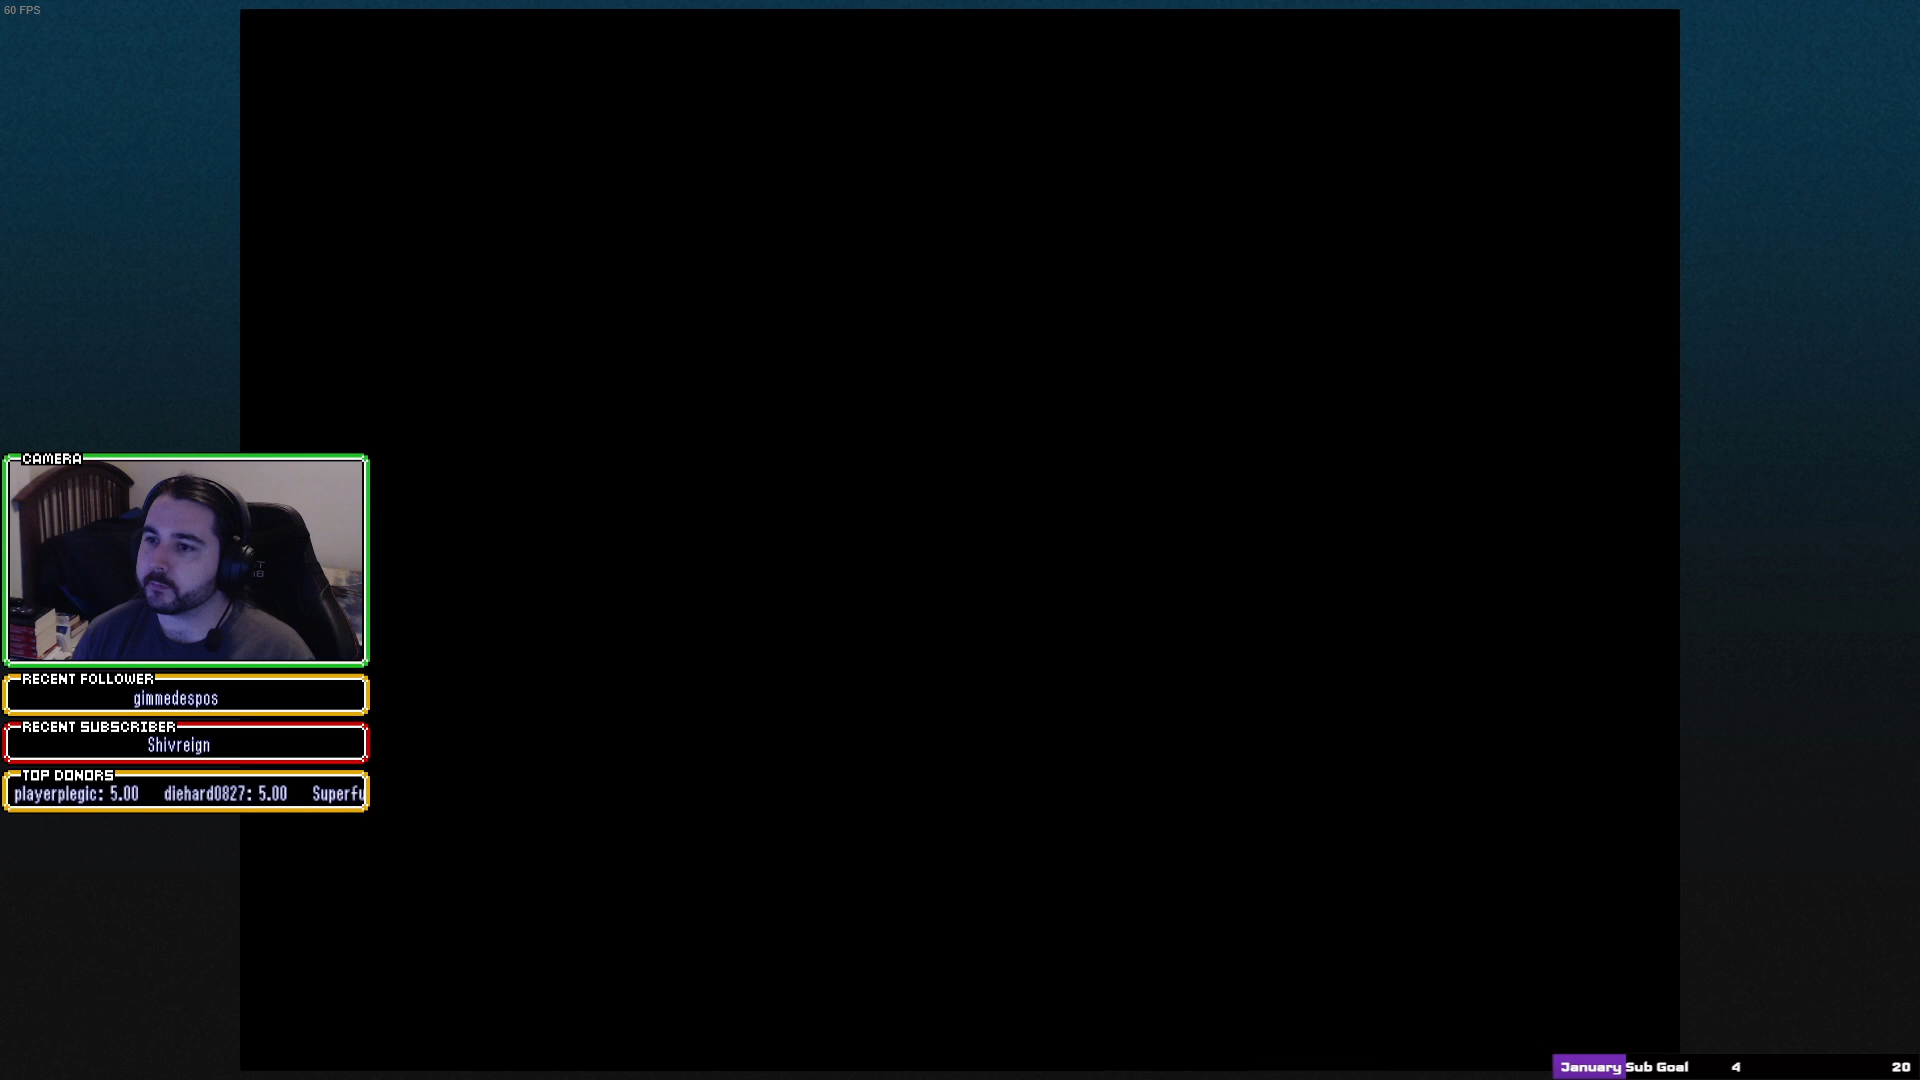 60 FPS
CAMERA
RECENT FOLLOWER
gimmedespos
RECENT SUBSCRIBER
Shivreign
TOP DONORS
playerplegic: 5.00 diehard0827: 5.00 Superfu
January Sub Goal 4 20